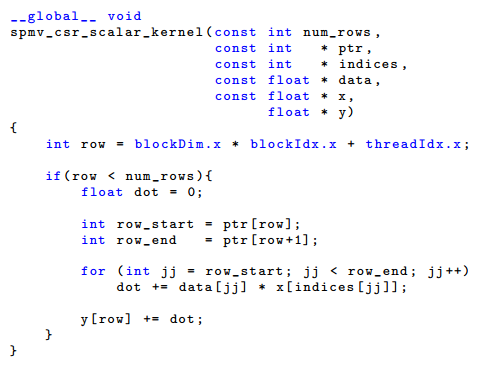 __global__ void
spmv_csr_scalar_kernel(const int num_rows,
                       const int   * ptr,
                       const int   * indices,
                       const float * data,
                       const float * x,
                             float * y)
{
    int row = blockDim.x * blockIdx.x + threadIdx.x;

    if(row < num_rows){
        float dot = 0;

        int row_start = ptr[row];
        int row_end   = ptr[row+1];

        for (int jj = row_start; jj < row_end; jj++)
            dot += data[jj] * x[indices[jj]];

        y[row] += dot;
    }
}